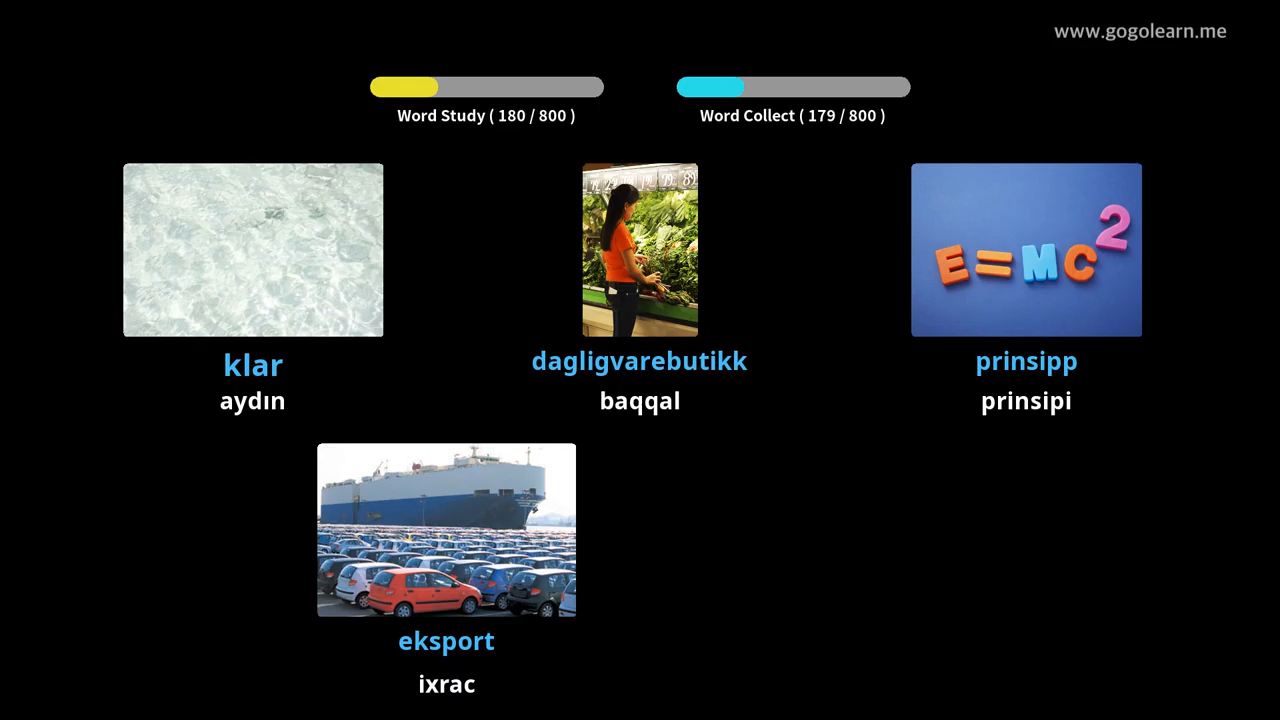 www.gogolearn.me
Word Study ( 180 / 800 )
Word Collect ( 179 / 800 )
E=MC2
klar
dagligvarebutikk
prinsipp
aydın
baqqal
prinsipi
eksport
ixrac